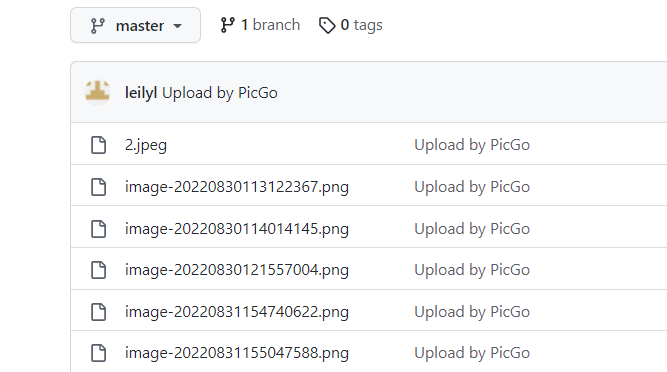 master 1 branch 0 tags
leilyl Upload by PicGo
2.jpeg Upload by PicGo
image-20220830113122367.png Upload by PicGo
image-20220830114014145.png Upload by PicGo
image-20220830121557004.png Upload by PicGo
image-20220831154740622.png Upload by PicGo
image-20220831155047588.png Upload by PicGo